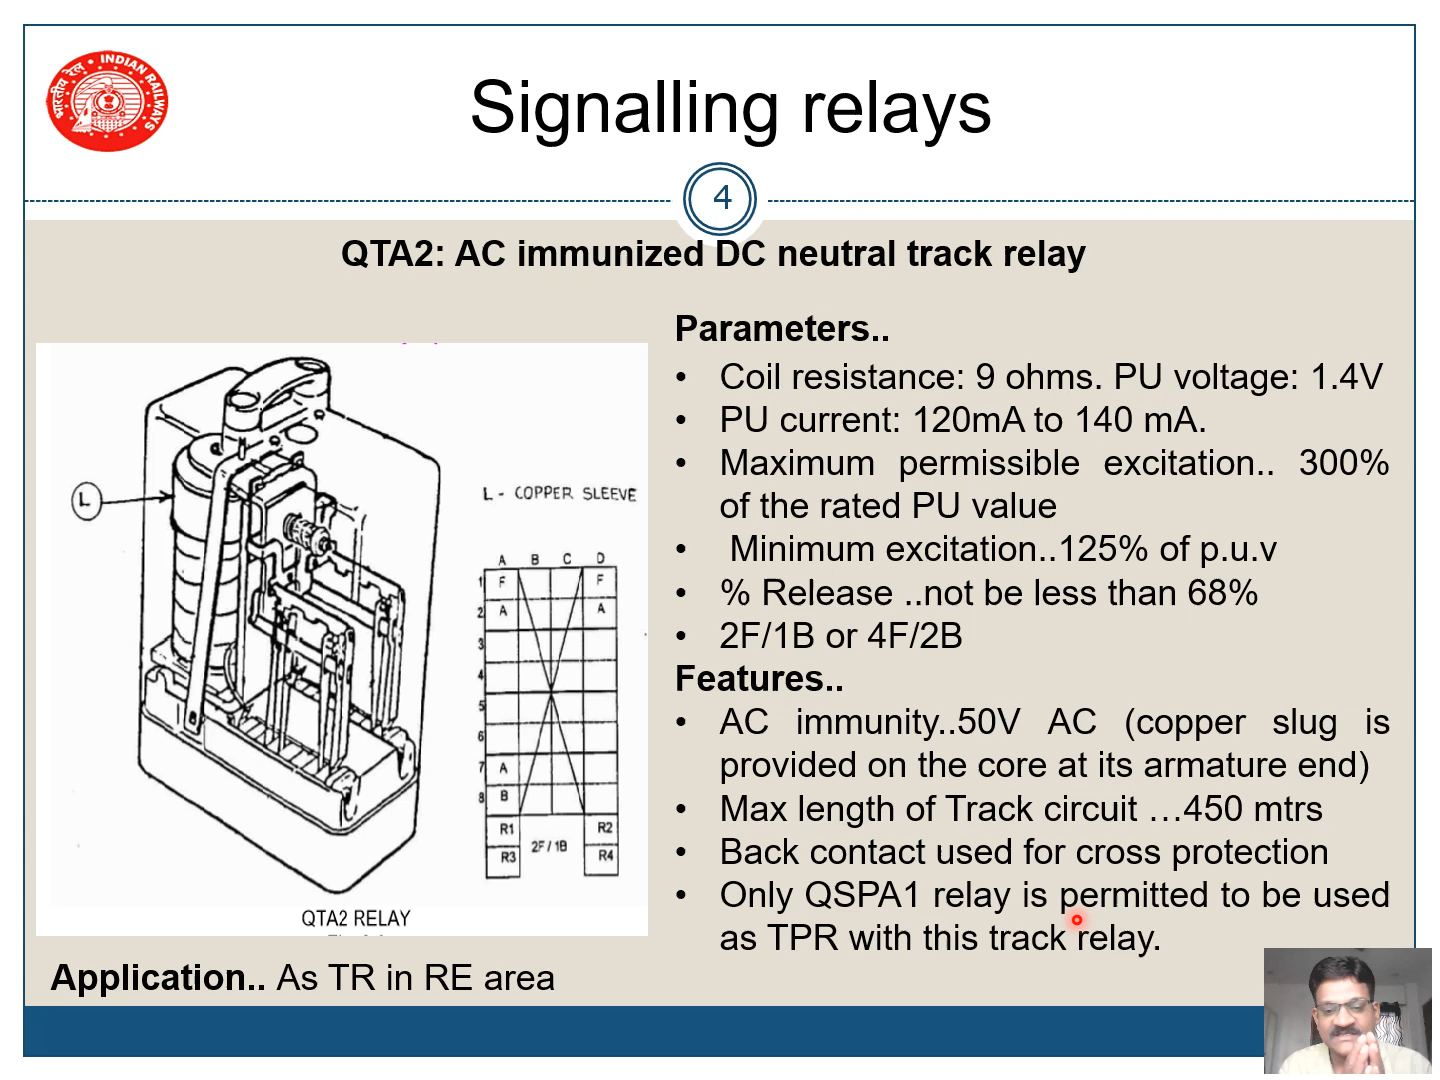 भारतीय रेल
INDIAN RAILWAYS
Signalling relays
4
QTA2: AC immunized DC neutral track relay
L
L - COPPER SLEEVE
A B C D
1 F F
2 A A
3
4
5
6
7 A
8 B
R1 R2
2F/1B
R3 R4
QTA2 RELAY
Application.. As TR in RE area
Parameters..
• Coil resistance: 9 ohms. PU voltage: 1.4V
• PU current: 120mA to 140 mA.
• Maximum permissible excitation.. 300%
of the rated PU value
• Minimum excitation..125% of p.u.v
• % Release ..not be less than 68%
• 2F/1B or 4F/2B
Features..
• AC immunity..50V AC (copper slug is
provided on the core at its armature end)
• Max length of Track circuit …450 mtrs
• Back contact used for cross protection
• Only QSPA1 relay is permitted to be used
as TPR with this track relay.